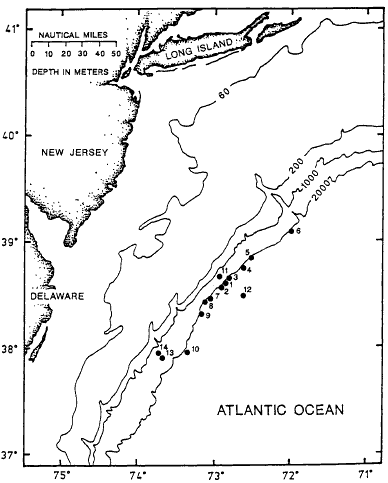 41°
NAUTICAL MILES
0 10 20 30 40 50
DEPTH IN METERS
LONG ISLAND
60
40°
NEW JERSEY
200
1000
2000
39°
6
5
4
11
3
1
2
12
7
8
9
DELAWARE
38°
14
13
10
ATLANTIC OCEAN
37°
75° 74° 73° 72° 71°